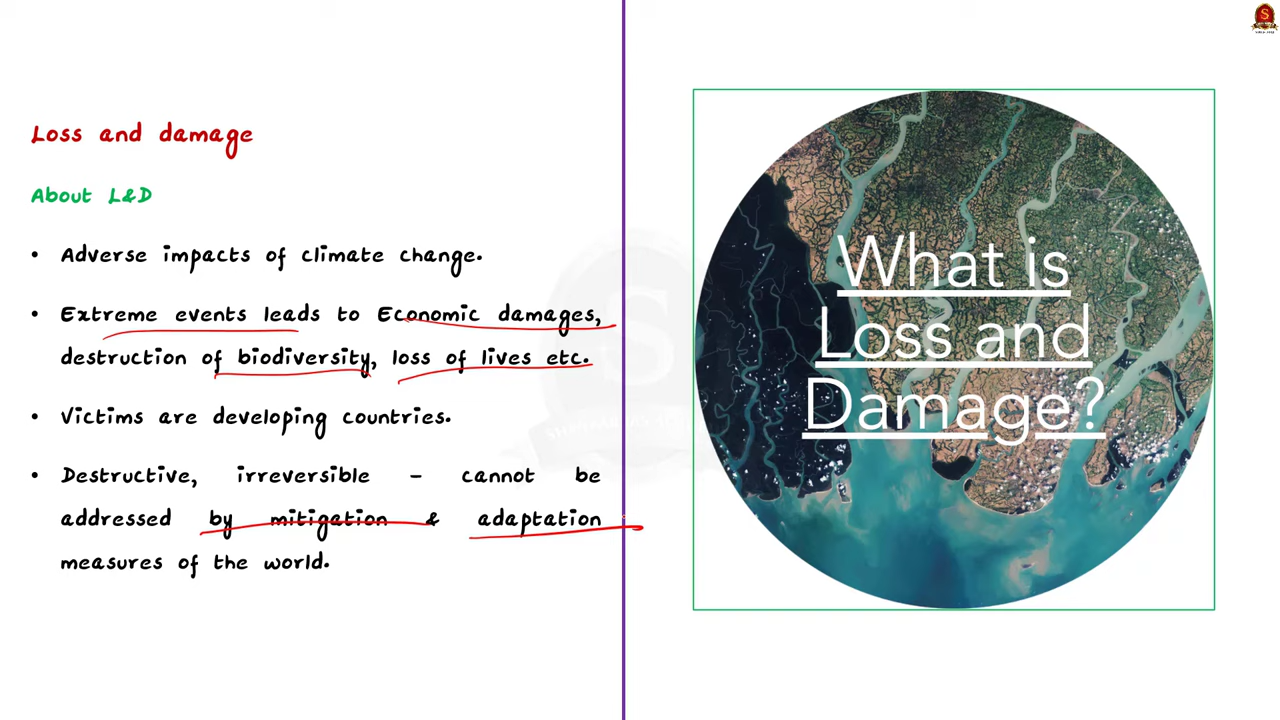 Loss and damage
About L&D
• Adverse impacts of climate change.
• Extreme events leads to Economic damages,
destruction of biodiversity, loss of lives etc.
• Victims are developing countries.
• Destructive, irreversible – cannot be
addressed by mitigation & adaptation
measures of the world.
What is
Loss and
Damage?
S